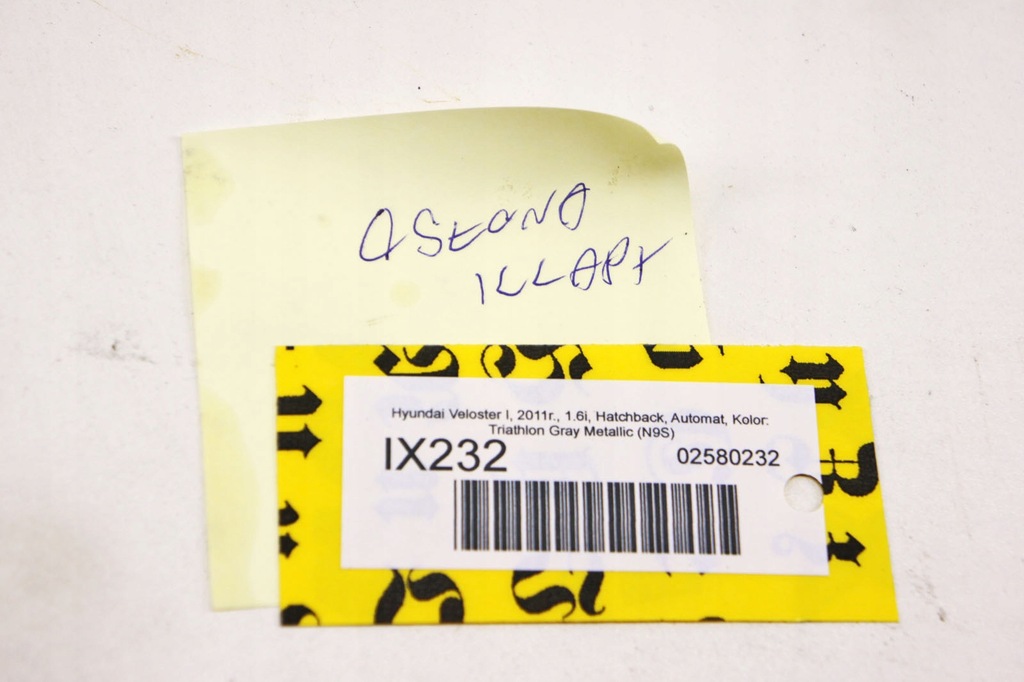 OSŁONA
KLAPY
Hyundai Veloster I, 2011r., 1.6i, Hatchback, Automat, Kolor:
Triathlon Gray Metallic (N9S)
IX232 02580232